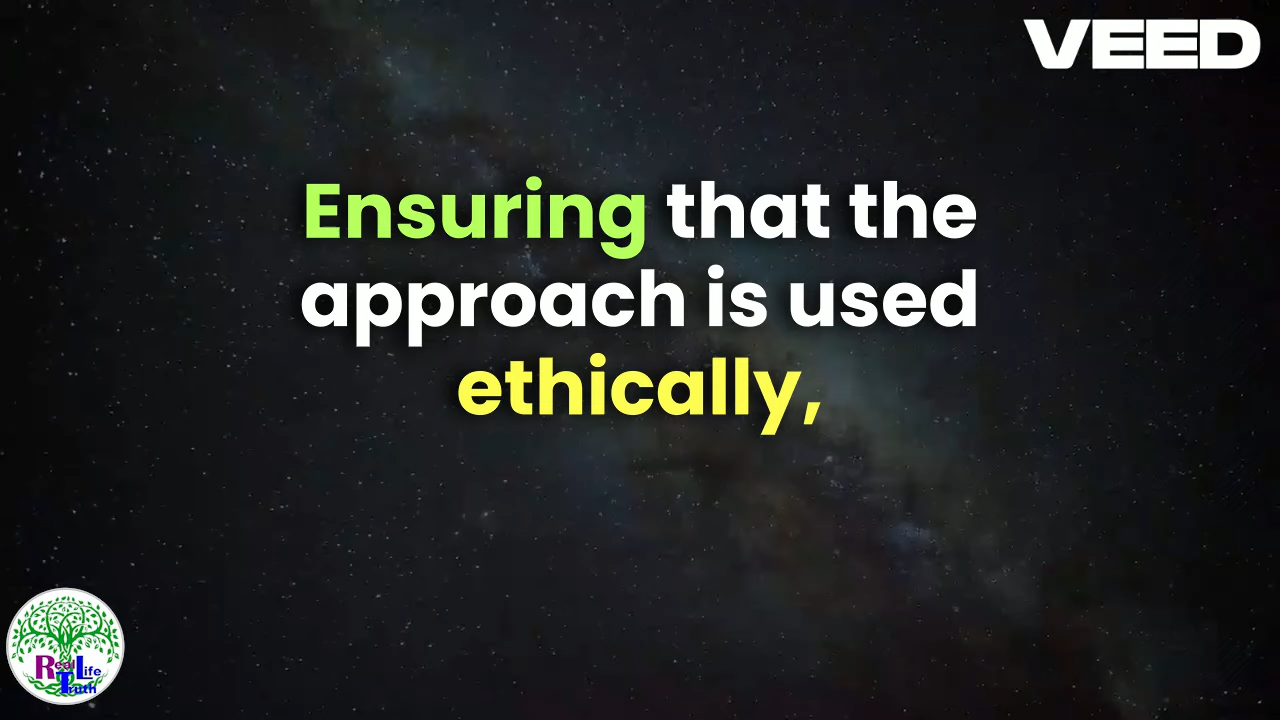 VEED
Ensuring that the
approach is used
ethically,
Real Life
Truth